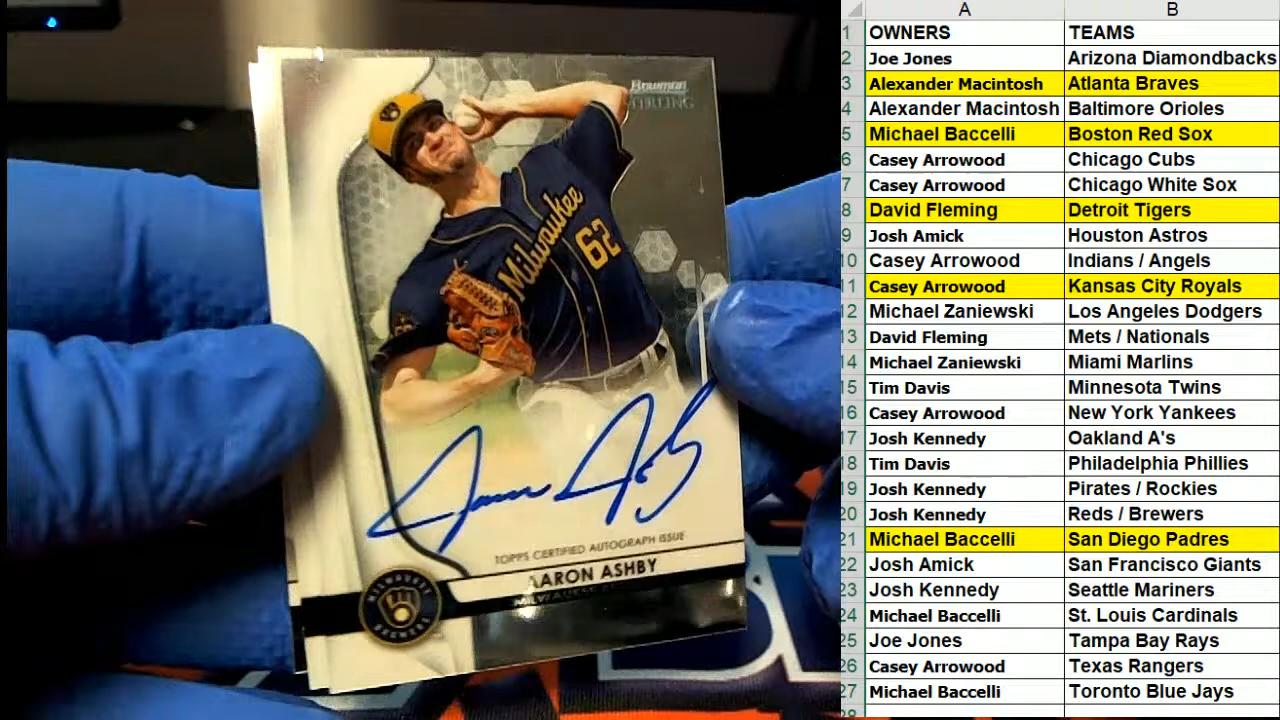 Bowman
STERLING
Milwaukee
62
TOPPS CERTIFIED AUTOGRAPH ISSUE
AARON ASHBY
MILWAUKEE
MILWAUKEE
BREWERS
A B
1 OWNERS TEAMS
2 Joe Jones Arizona Diamondbacks
3 Alexander Macintosh Atlanta Braves
4 Alexander Macintosh Baltimore Orioles
5 Michael Baccelli Boston Red Sox
6 Casey Arrowood Chicago Cubs
7 Casey Arrowood Chicago White Sox
8 David Fleming Detroit Tigers
9 Josh Amick Houston Astros
10 Casey Arrowood Indians / Angels
11 Casey Arrowood Kansas City Royals
12 Michael Zaniewski Los Angeles Dodgers
13 David Fleming Mets / Nationals
14 Michael Zaniewski Miami Marlins
15 Tim Davis Minnesota Twins
16 Casey Arrowood New York Yankees
17 Josh Kennedy Oakland A's
18 Tim Davis Philadelphia Phillies
19 Josh Kennedy Pirates / Rockies
20 Josh Kennedy Reds / Brewers
21 Michael Baccelli San Diego Padres
22 Josh Amick San Francisco Giants
23 Josh Kennedy Seattle Mariners
24 Michael Baccelli St. Louis Cardinals
25 Joe Jones Tampa Bay Rays
26 Casey Arrowood Texas Rangers
27 Michael Baccelli Toronto Blue Jays
28